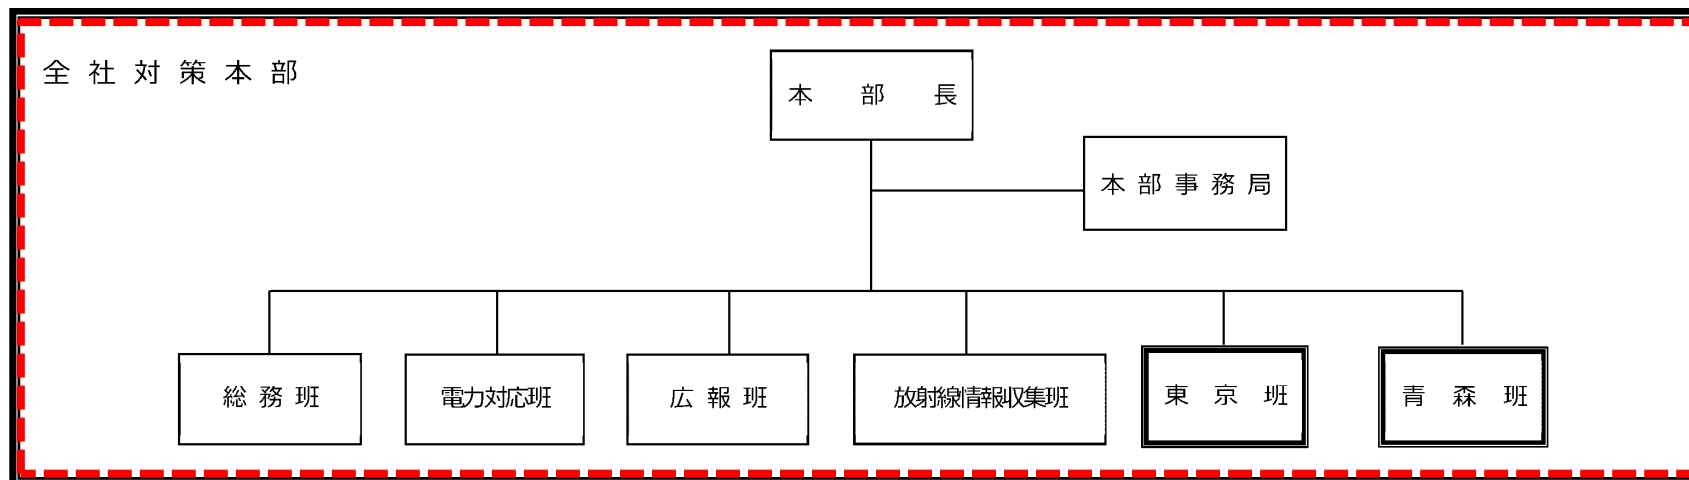 全社対策本部
本部長
本部事務局
総務班
電力対応班
広報班
放射線情報収集班
東京班
青森班